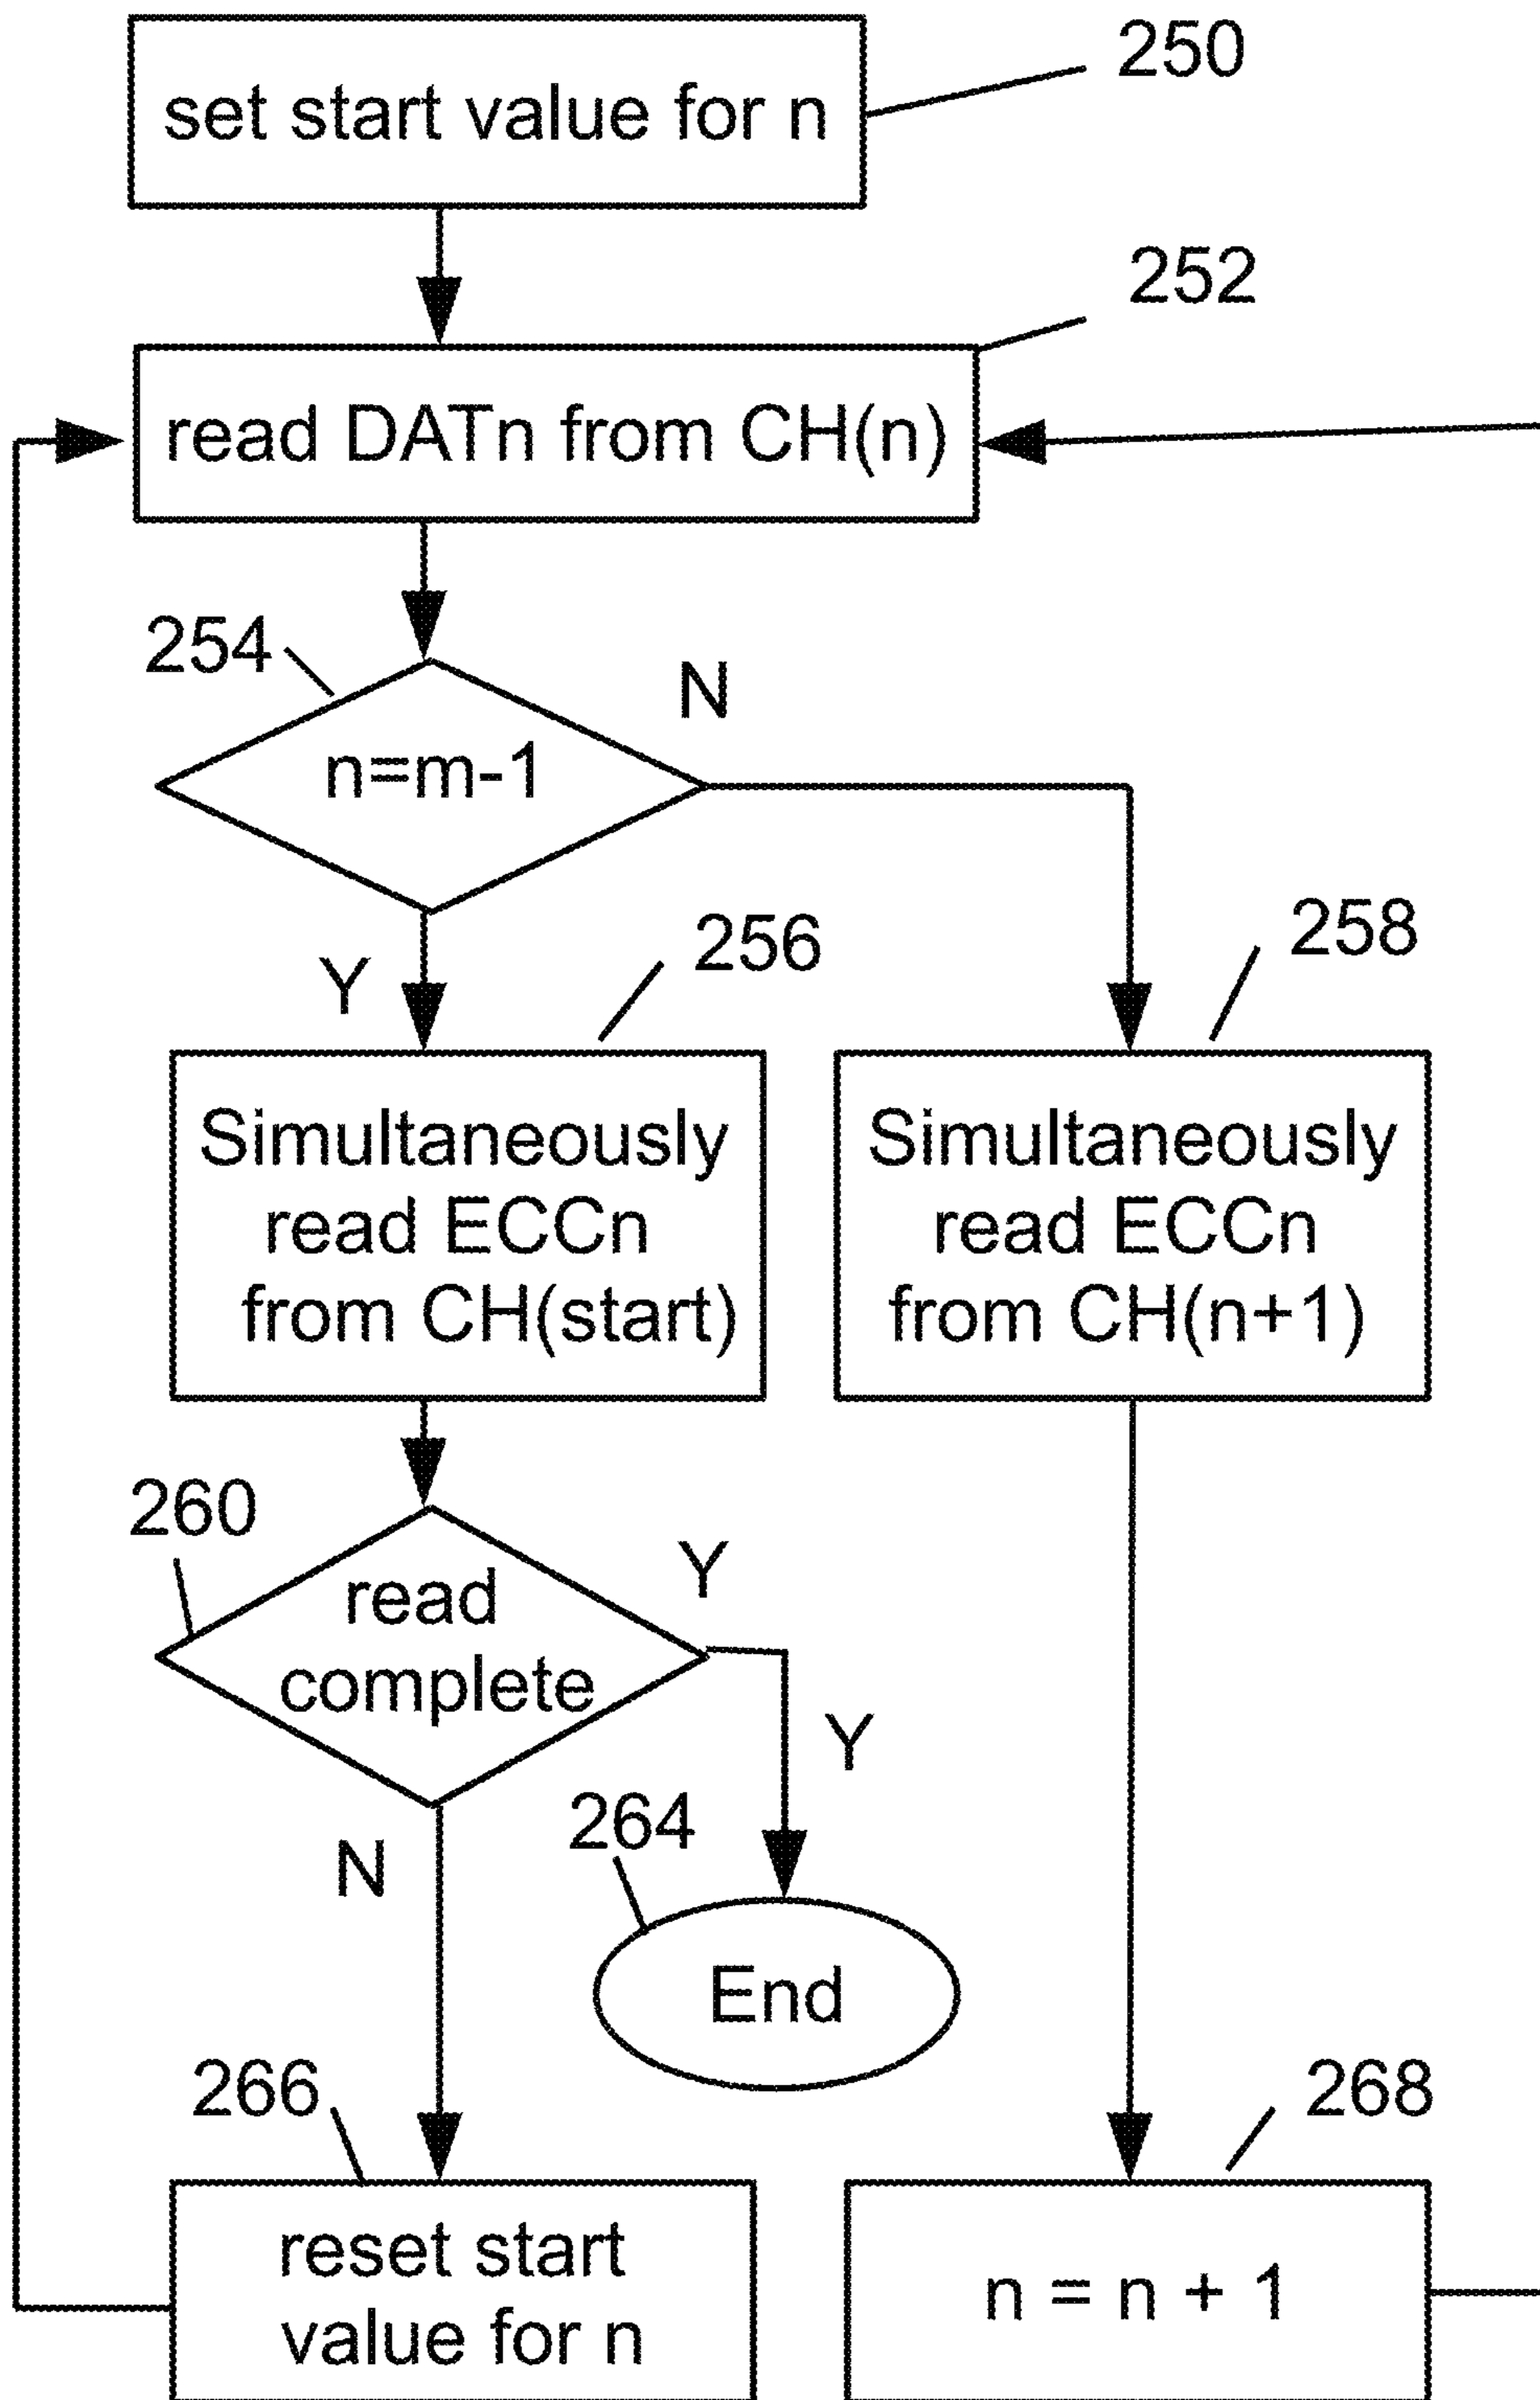 250
set start value for n
252
read DATn from CH(n)
254
N
n=m-1
Y
256
258
Simultaneously
read ECCn
from CH(start)
Simultaneously
read ECCn
from CH(n+1)
260
Y
read
complete
Y
264
N
End
266
268
reset start
value for n
n = n + 1